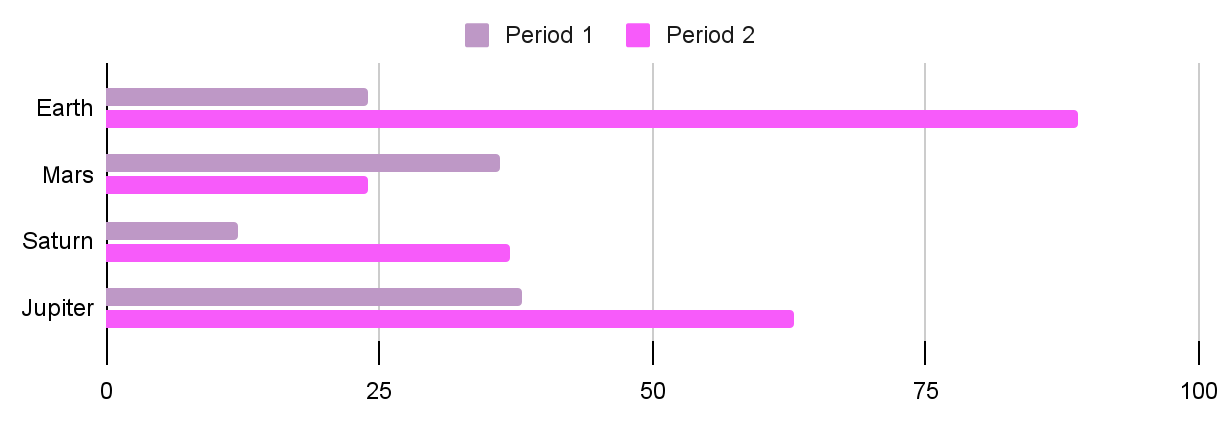 Period 1 Period 2
Earth
Mars
Saturn
Jupiter
0 25 50 75 100